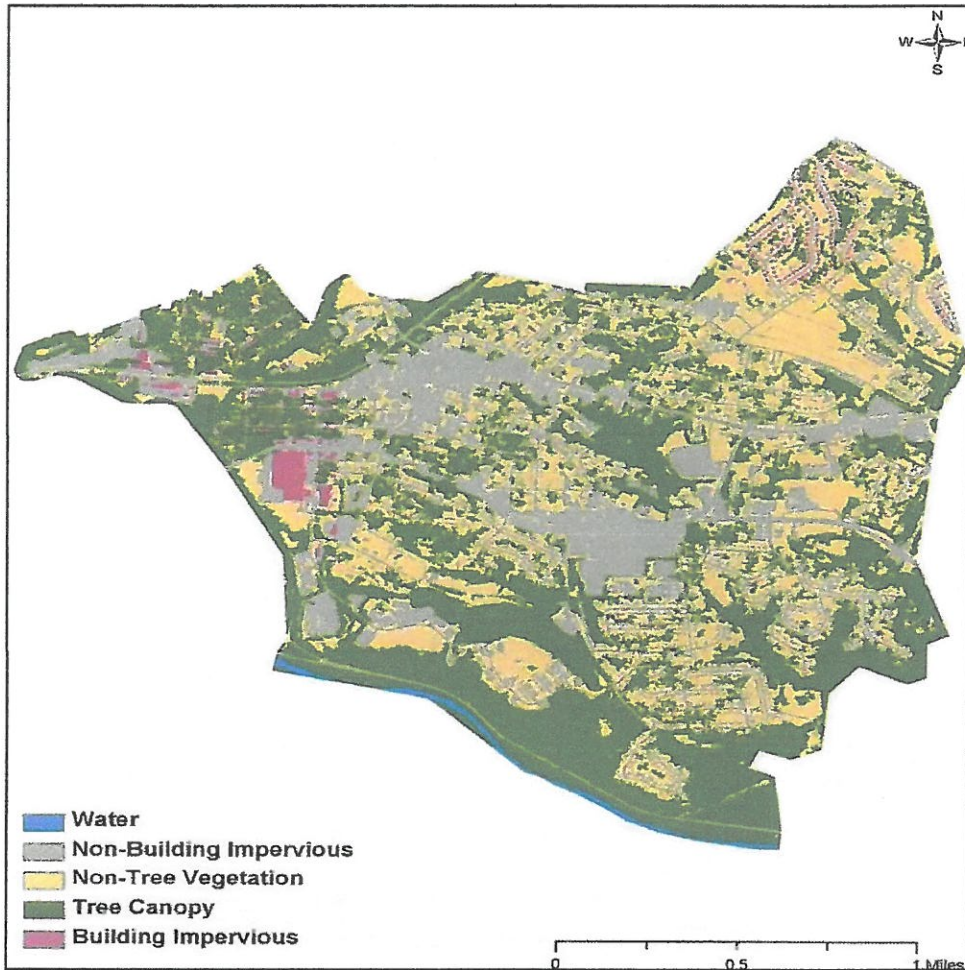 N
W
S
Water
Non-Building Impervious
Non-Tree Vegetation
Tree Canopy
Building Impervious
0 0.5 1 Miles